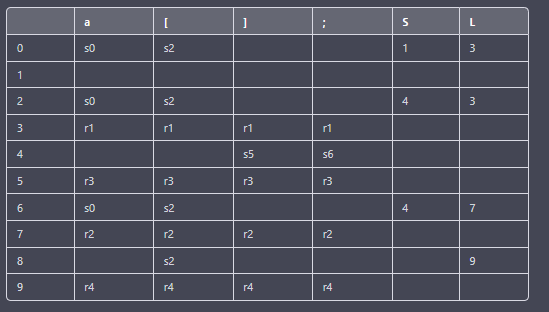 a [ ] ; S L
0 s0 s2 1 3
1
2 s0 s2 4 3
3 r1 r1 r1 r1
4 s5 s6
5 r3 r3 r3 r3
6 s0 s2 4 7
7 r2 r2 r2 r2
8 s2 9
9 r4 r4 r4 r4